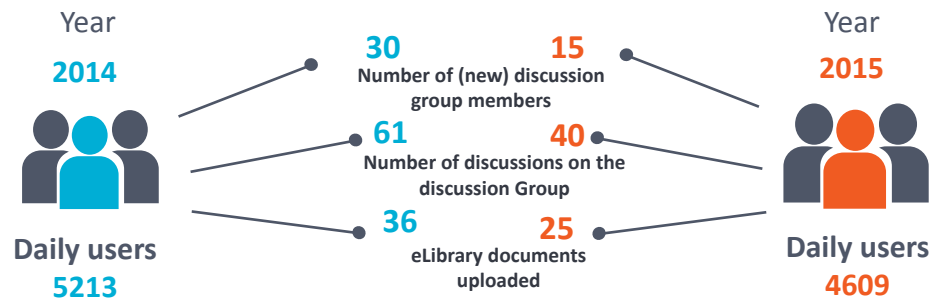 Year
2014
Daily users
5213
30 15
Number of (new) discussion
group members
61 40
Number of discussions on the
discussion Group
36 25
eLibrary documents
uploaded
Year
2015
Daily users
4609